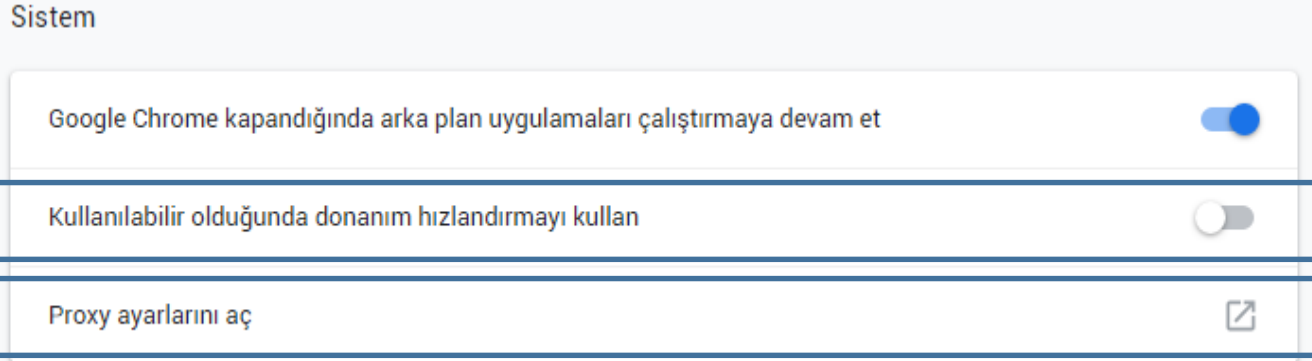 Sistem
Google Chrome kapandığında arka plan uygulamaları çalıştırmaya devam et
Kullanılabilir olduğunda donanım hızlandırmayı kullan
Proxy ayarlarını aç